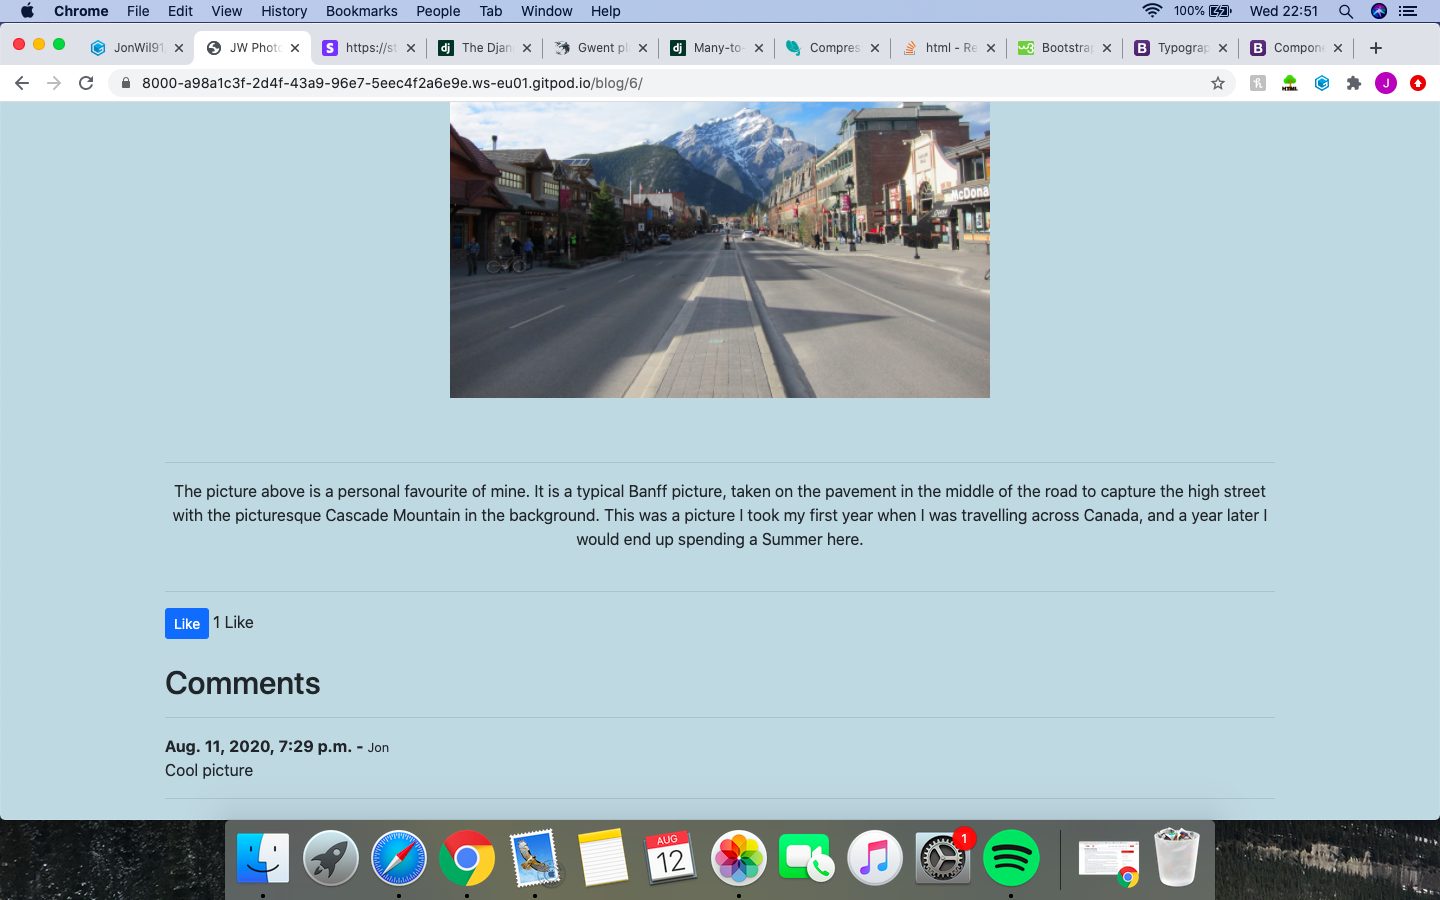 Chrome File Edit View History Bookmarks People Tab Window Help 100% Wed 22:51
JonWil91 JW Phot https://st The Djan Gwent pl Many-to- Compres html - Re Bootstrap Typograp Compone
8000-a98a1c3f-2d4f-43a9-96e7-5eec4f2a6e9e.ws-eu01.gitpod.io/blog/6/
McDona
The picture above is a personal favourite of mine. It is a typical Banff picture, taken on the pavement in the middle of the road to capture the high street
with the picturesque Cascade Mountain in the background. This was a picture I took my first year when I was travelling across Canada, and a year later I
would end up spending a Summer here.
Like 1 Like
Comments
Aug. 11, 2020, 7:29 p.m. - Jon
Cool picture
AUG
12
1